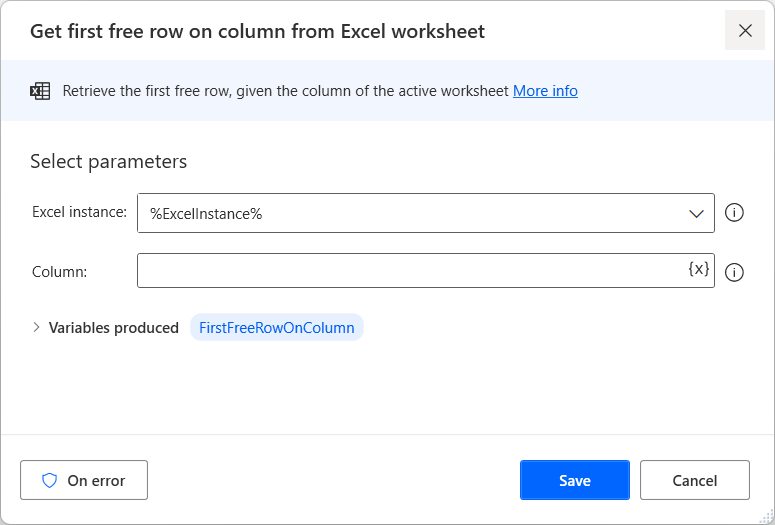 Get first free row on column from Excel worksheet
Retrieve the first free row, given the column of the active worksheet More info
Select parameters
Excel instance: %ExcelInstance%
Column: {x}
Variables produced FirstFreeRowOnColumn
On error Save Cancel